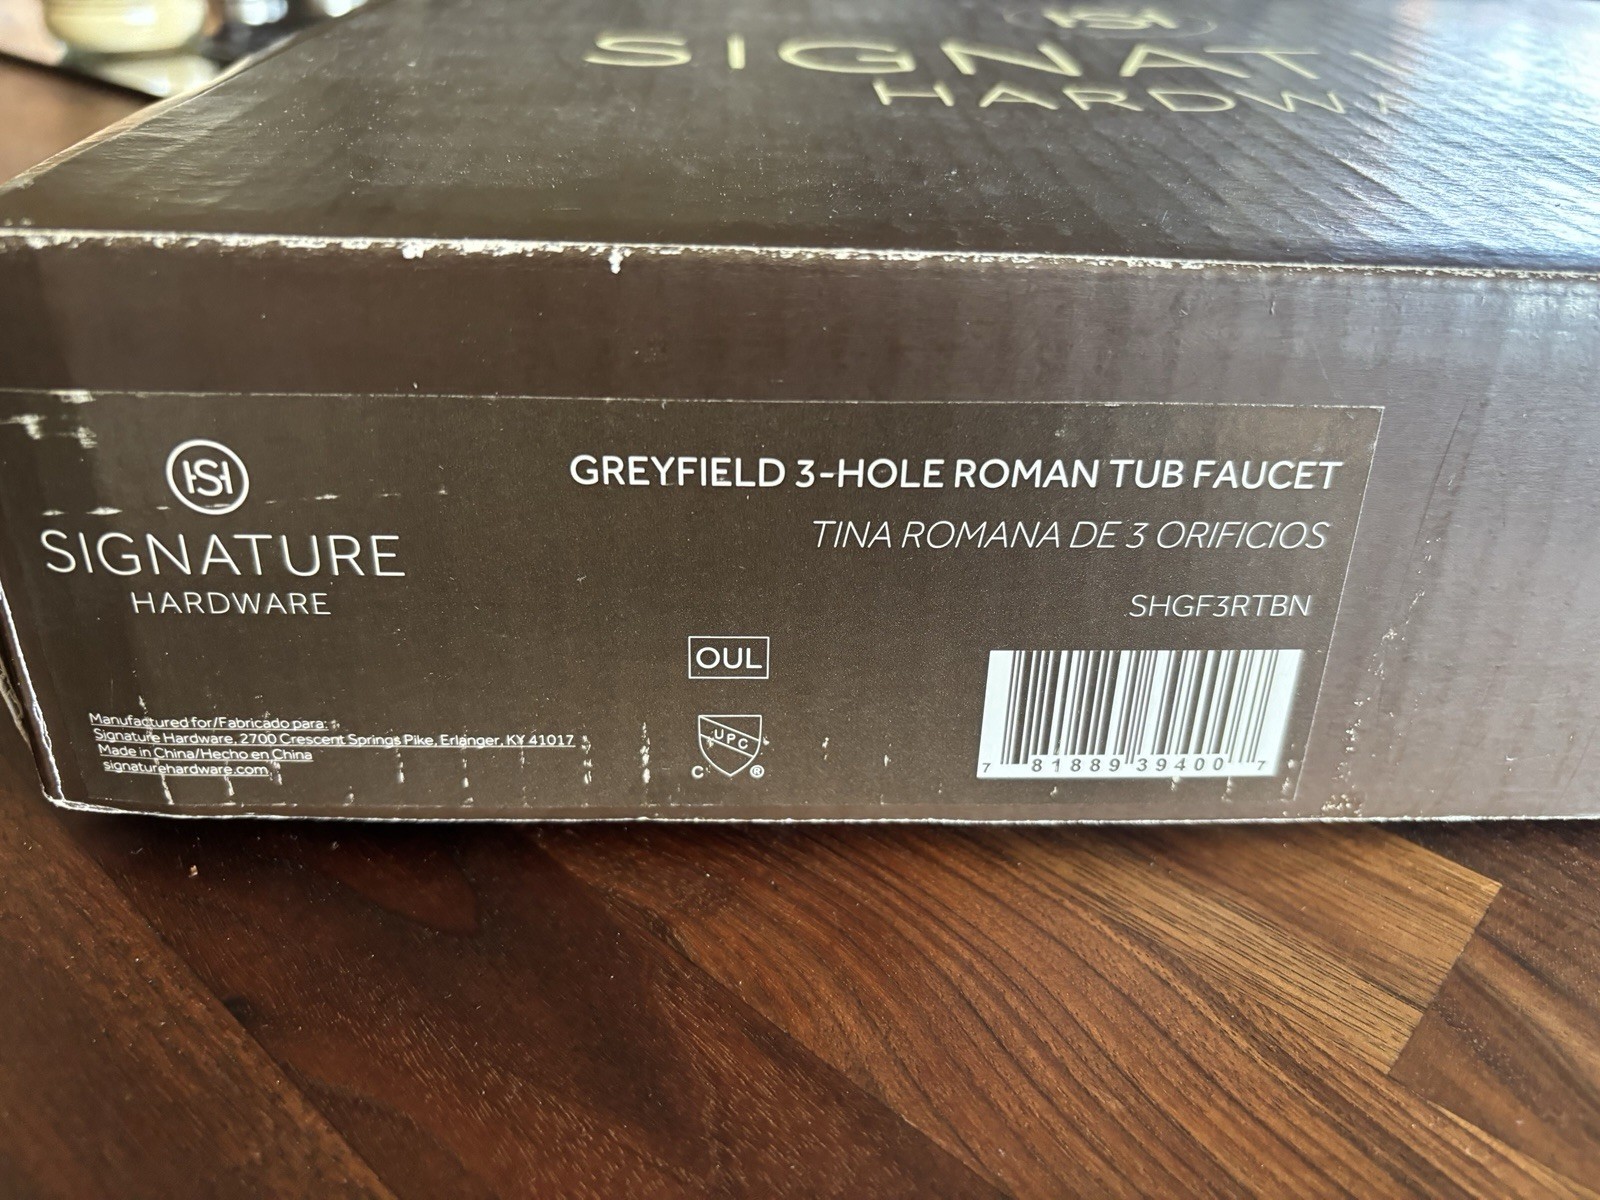 SIGNAT
HARDW
SH
SIGNATURE
HARDWARE
GREYFIELD 3-HOLE ROMAN TUB FAUCET
TINA ROMANA DE 3 ORIFICIOS
SHGF3RTBN
OUL
UPC
C ®
7 81889 39400 7
Manufactured for/Fabricado para:
Signature Hardware, 2700 Crescent Springs Pike, Erlanger, KY 41017
Made in China/Hecho en China
signaturehardware.com